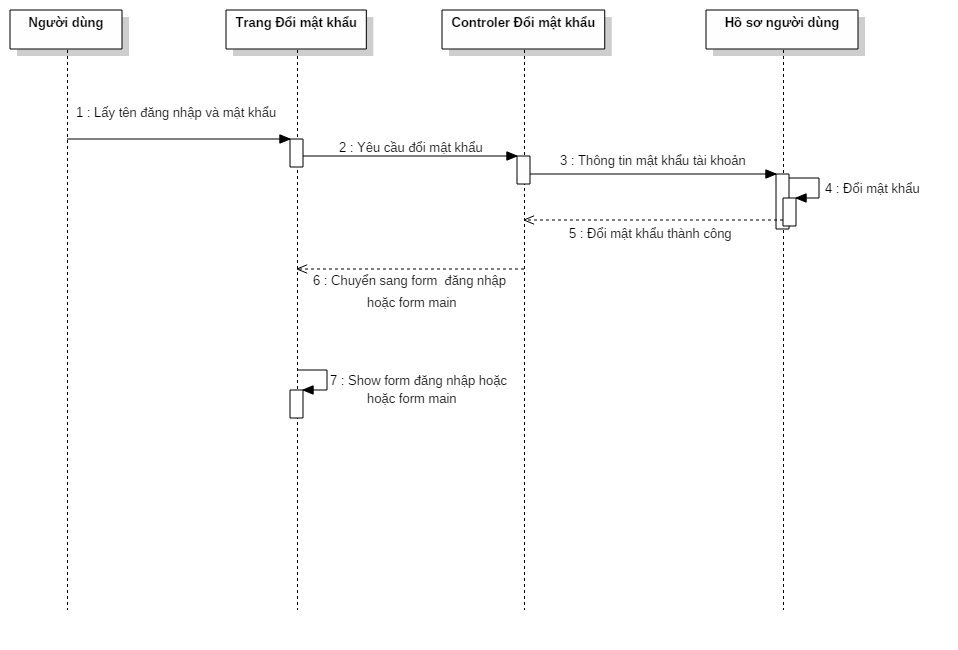 Người dùng
Trang Đổi mật khẩu
Controler Đổi mật khẩu
Hồ sơ người dùng
1 : Lấy tên đăng nhập và mật khẩu
2 : Yêu cầu đổi mật khẩu
3 : Thông tin mật khẩu tài khoản
4 : Đổi mật khẩu
5 : Đổi mật khẩu thành công
6 : Chuyển sang form đăng nhập
hoặc form main
7 : Show form đăng nhập hoặc
hoặc form main